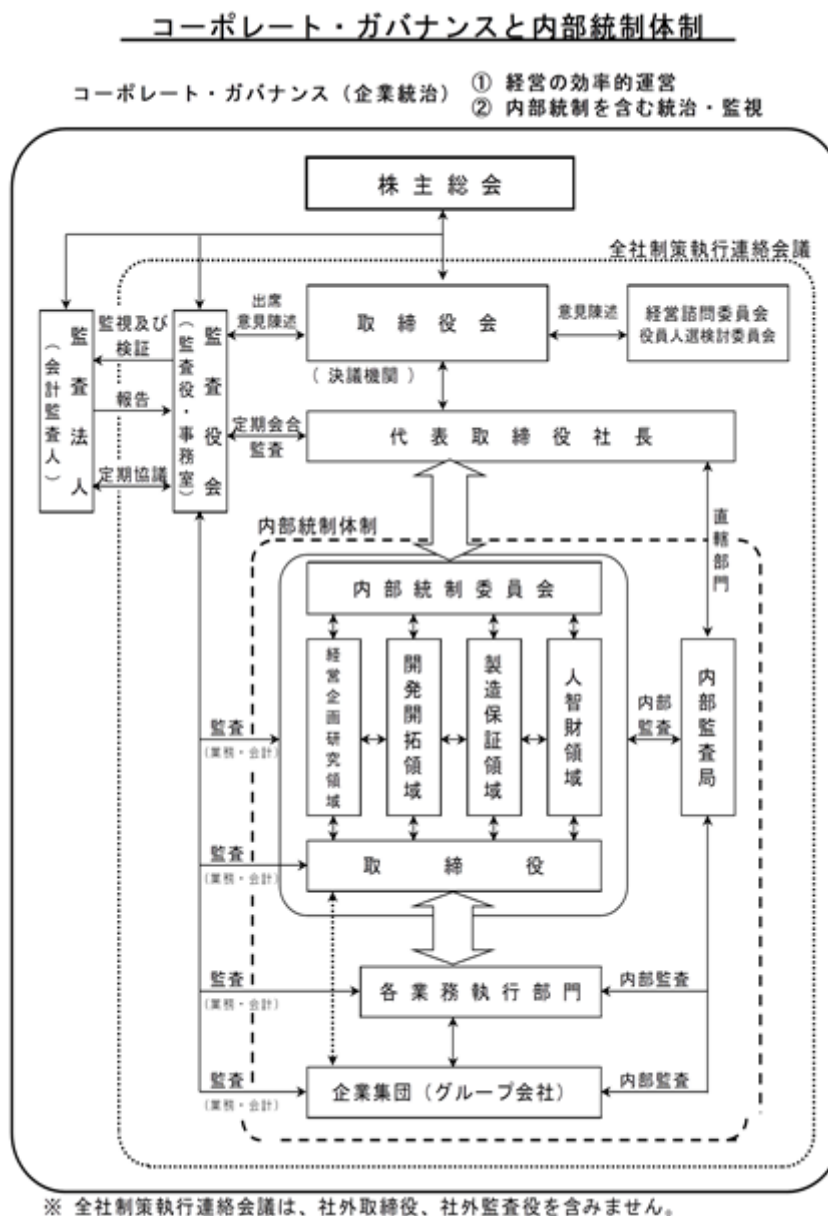 コーポレート・ガバナンスと内部統制体制
コーポレート・ガバナンス（企業統治）
① 経営の効率的運営
② 内部統制を含む統治・監視
株主総会
全社制策執行連絡会議
監査法人
（会計監査人）
監視及び
検証
報告
定期協議
監査役会
（監査役・事務室）
出席
意見陳述
取締役会
（決議機関）
意見陳述
経営諮問委員会
役員人選検討委員会
定期会合
監査
代表取締役社長
直轄部門
内部統制体制
内部統制委員会
経営企画研究領域
開発開拓領域
製造保証領域
人智財領域
内部
監査
内部監査局
監査
（業務・会計）
取締役
監査
（業務・会計）
各業務執行部門
監査
（業務・会計）
内部監査
企業集団（グループ会社）
監査
（業務・会計）
内部監査
※ 全社制策執行連絡会議は、社外取締役、社外監査役を含みません。